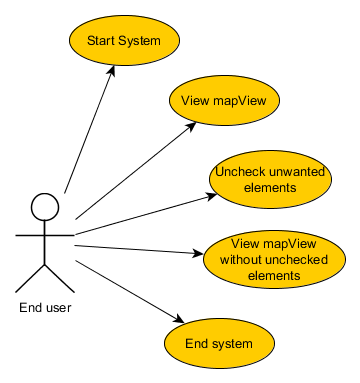 Start System
View mapView
Uncheck unwanted
elements
View mapView
without unchecked
elements
End user
End system